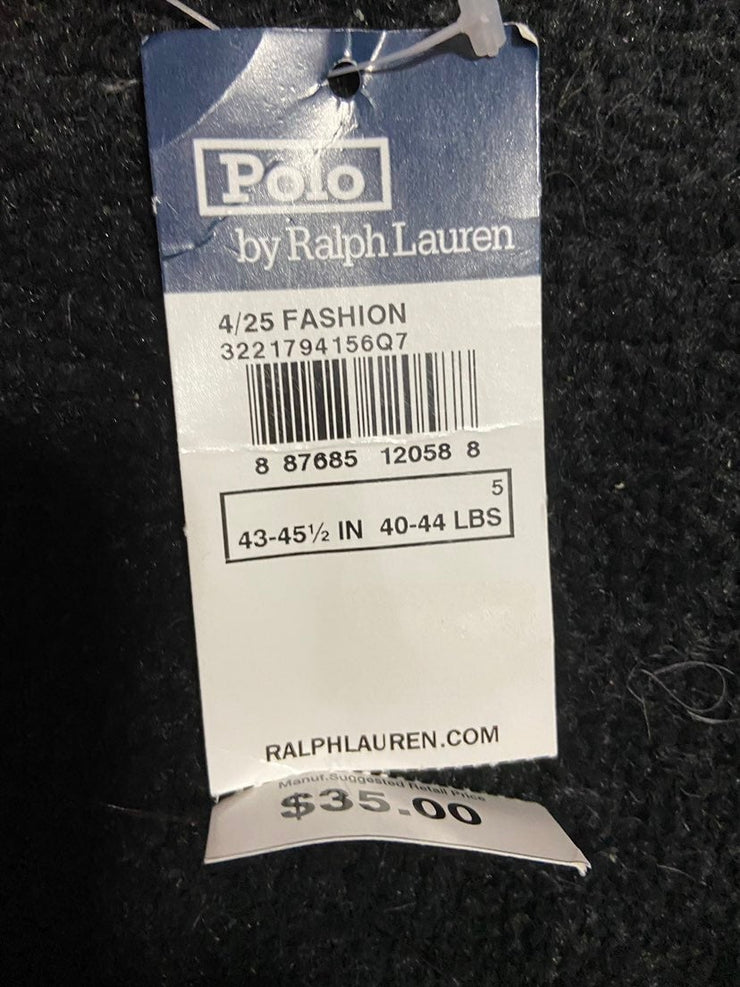 Polo
by Ralph Lauren
4/25 FASHION
3221794156Q7
8 87685 12058 8
5
43-45½ IN 40-44 LBS
RALPHLAUREN.COM
Manuf.Suggested Retail Price
$35.00